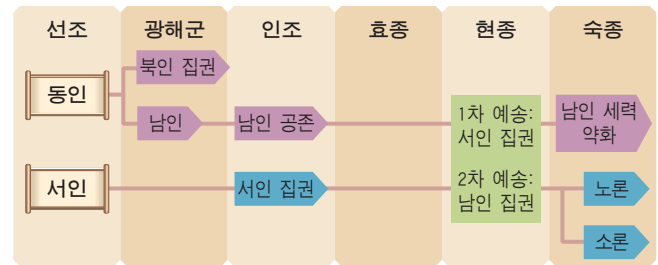 선조
광해군
인조
효종
현종
숙종
동인
북인 집권
남인
남인 공존
1차 예송:
서인 집권
남인 세력
약화
서인
서인 집권
2차 예송:
남인 집권
노론
소론